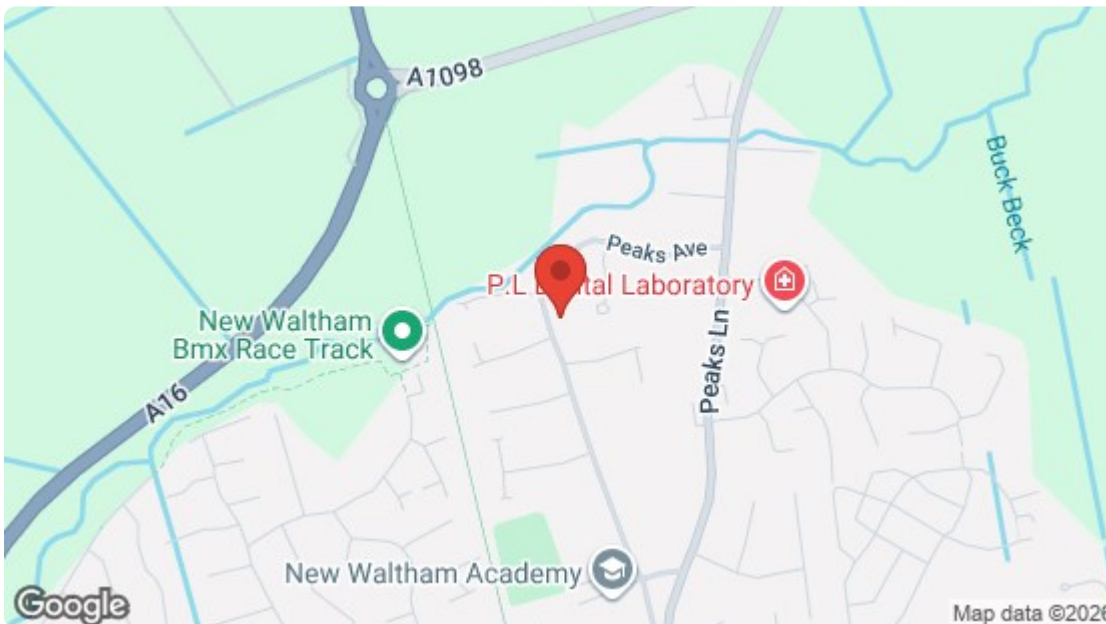 A1098
Buck Beck
Peaks Ave
P.L D tal Laboratory
New Waltham
Bmx Race Track
Peaks Ln
A16
New Waltham Academy
Google
Map data ©2026